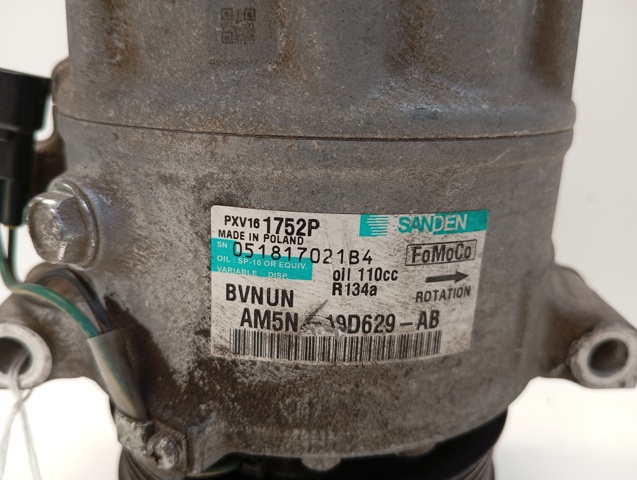 PXV16 1752P SANDEN
MADE IN POLAND
SN 051817021B4 FoMoCo
OIL : SP-10 OR EQUIV oil 110cc
VARIABLE DISP. R134a
ROTATION
BVNUN
AM5N 19D629-AB